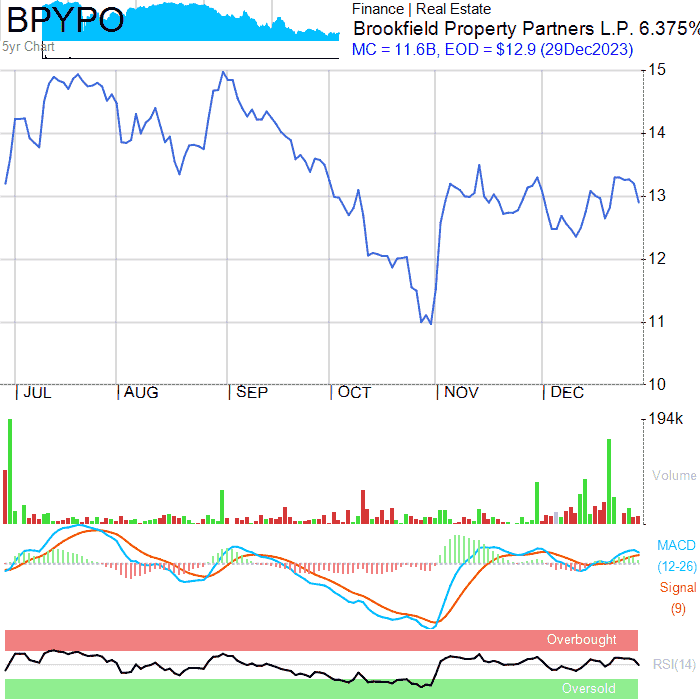 BPYPO
5yr Chart
Finance | Real Estate
Brookfield Property Partners L.P. 6.375%
MC = 11.6B, EOD = $12.9 (29Dec2023)
15
14
13
12
11
10
JUL AUG SEP OCT NOV DEC
194k
Volume
MACD
(12-26)
Signal
(9)
Overbought
RSI(14)
Oversold